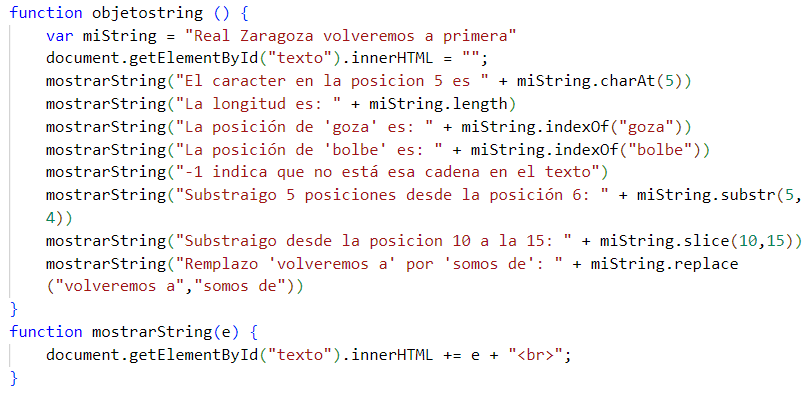 function objetostring () {
    var miString = "Real Zaragoza volveremos a primera"
    document.getElementById("texto").innerHTML = "";
    mostrarString("El caracter en la posicion 5 es " + miString.charAt(5))
    mostrarString("La longitud es: " + miString.length)
    mostrarString("La posición de 'goza' es: " + miString.indexOf("goza"))
    mostrarString("La posición de 'bolbe' es: " + miString.indexOf("bolbe"))
    mostrarString("-1 indica que no está esa cadena en el texto")
    mostrarString("Substraigo 5 posiciones desde la posición 6: " + miString.substr(5,
    4))
    mostrarString("Substraigo desde la posicion 10 a la 15: " + miString.slice(10,15))
    mostrarString("Remplazo 'volveremos a' por 'somos de': " + miString.replace
    ("volveremos a","somos de"))
}
function mostrarString(e) {
    document.getElementById("texto").innerHTML += e + "<br>";
}